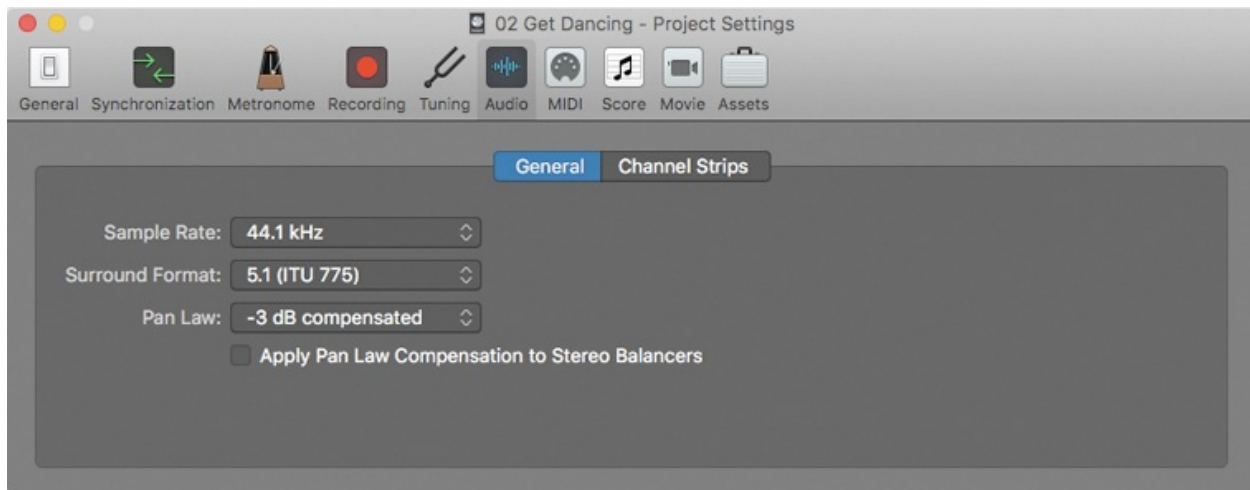 02 Get Dancing - Project Settings
General Synchronization Metronome Recording Tuning Audio MIDI Score Movie Assets
General Channel Strips
Sample Rate: 44.1 kHz
Surround Format: 5.1 (ITU 775)
Pan Law: -3 dB compensated
Apply Pan Law Compensation to Stereo Balancers